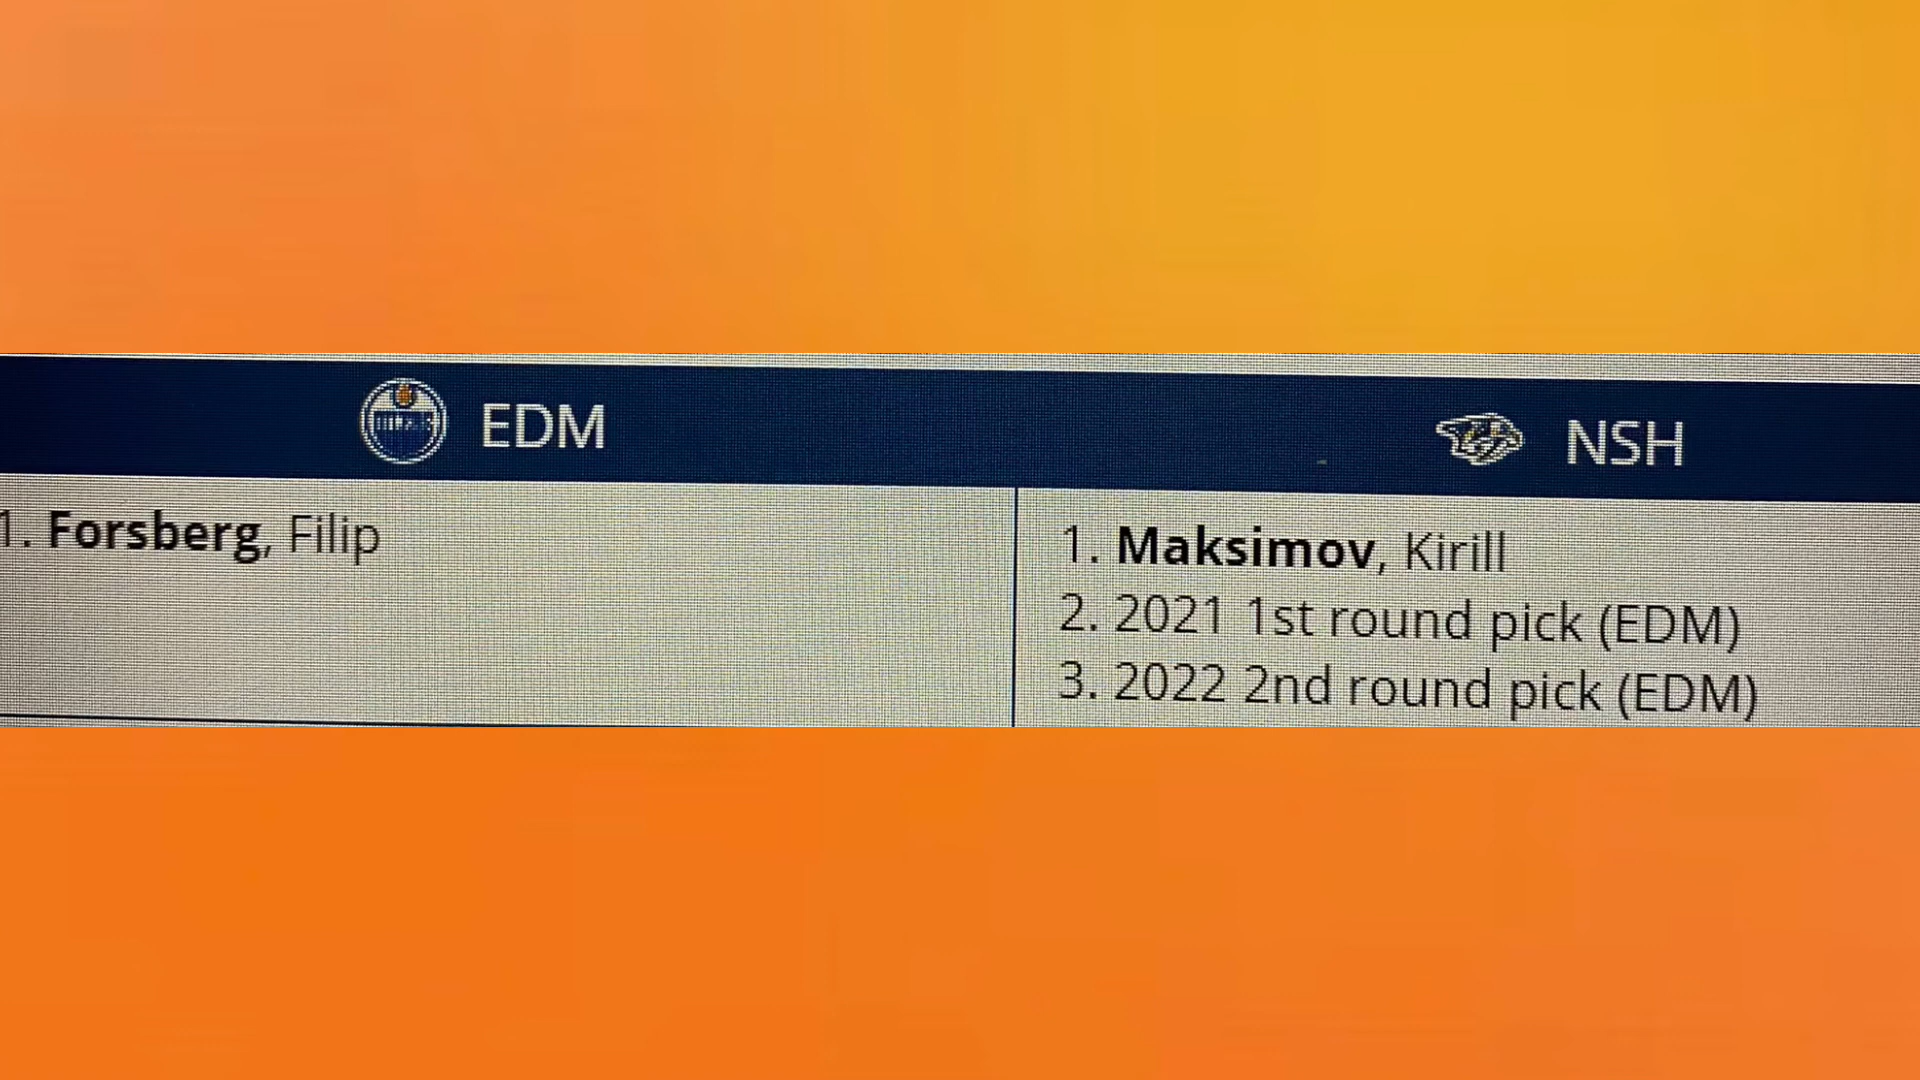 EDM
NSH
1. Forsberg, Filip
1. Maksimov, Kirill
2. 2021 1st round pick (EDM)
3. 2022 2nd round pick (EDM)